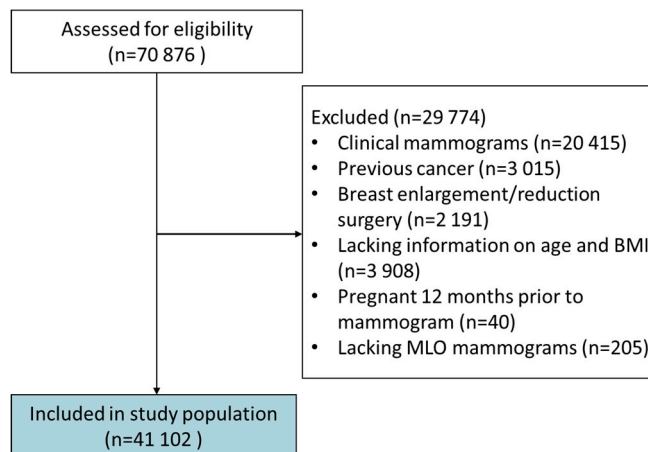 Assessed for eligibility
(n=70 876 )
Excluded (n=29 774)
• Clinical mammograms (n=20 415)
• Previous cancer (n=3 015)
• Breast enlargement/reduction
surgery (n=2 191)
• Lacking information on age and BMI
(n=3 908)
• Pregnant 12 months prior to
mammogram (n=40)
• Lacking MLO mammograms (n=205)
Included in study population
(n=41 102 )